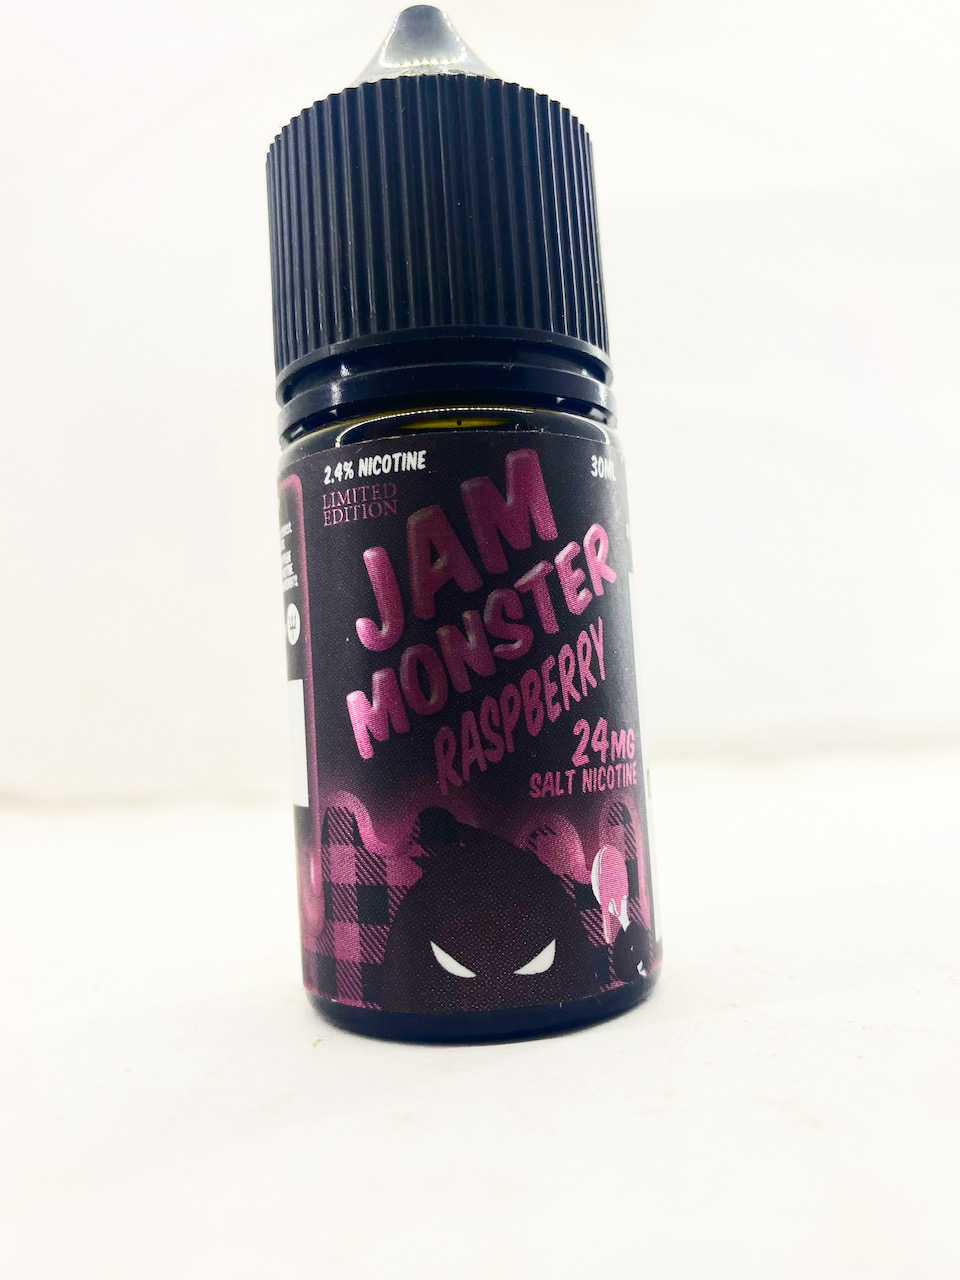 2.4% NICOTINE
30ML
LIMITED
EDITION
JAM
MONSTER
RASPBERRY
24MG
SALT NICOTINE